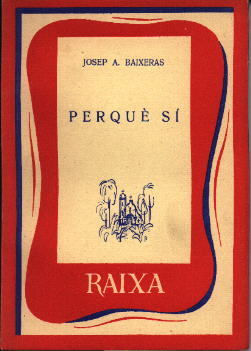 JOSEP A. BAIXERAS
PERQUÈ SÍ
RAIXA